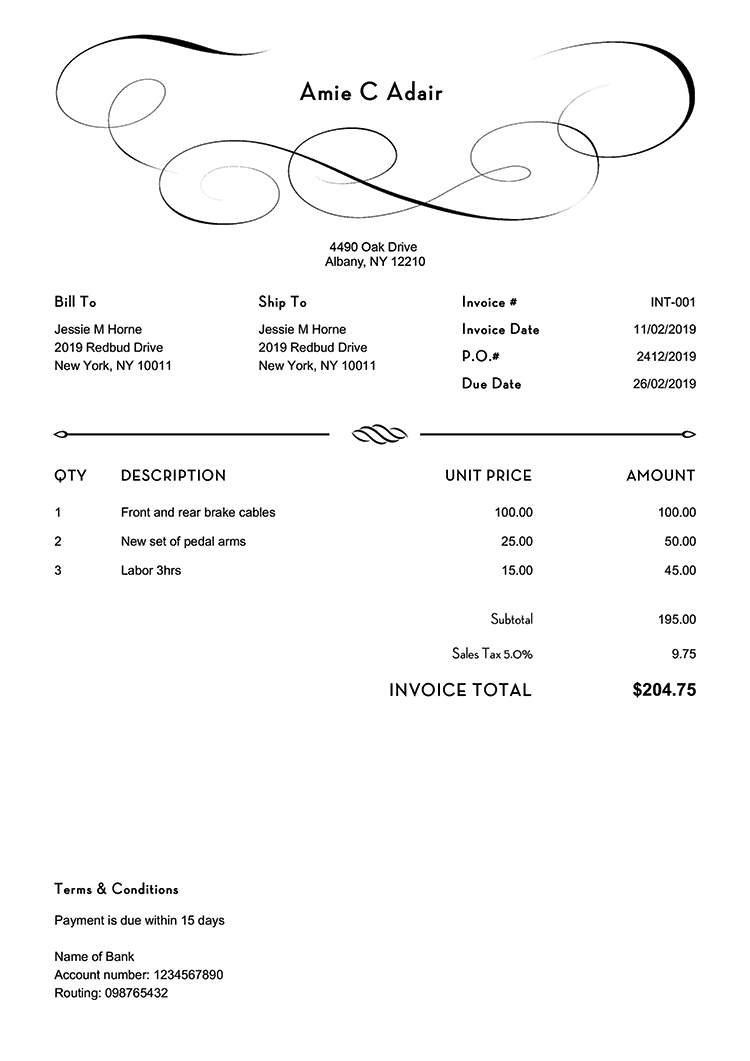 Amie C Adair
4490 Oak Drive
Albany, NY 12210
Bill To
Jessie M Horne
2019 Redbud Drive
New York, NY 10011
Ship To
Jessie M Horne
2019 Redbud Drive
New York, NY 10011
Invoice # INT-001
Invoice Date 11/02/2019
P.O.# 2412/2019
Due Date 26/02/2019
QTY DESCRIPTION UNIT PRICE AMOUNT
1 Front and rear brake cables 100.00 100.00
2 New set of pedal arms 25.00 50.00
3 Labor 3hrs 15.00 45.00
Subtotal 195.00
Sales Tax 5.0% 9.75
INVOICE TOTAL $204.75
Terms & Conditions
Payment is due within 15 days
Name of Bank
Account number: 1234567890
Routing: 098765432